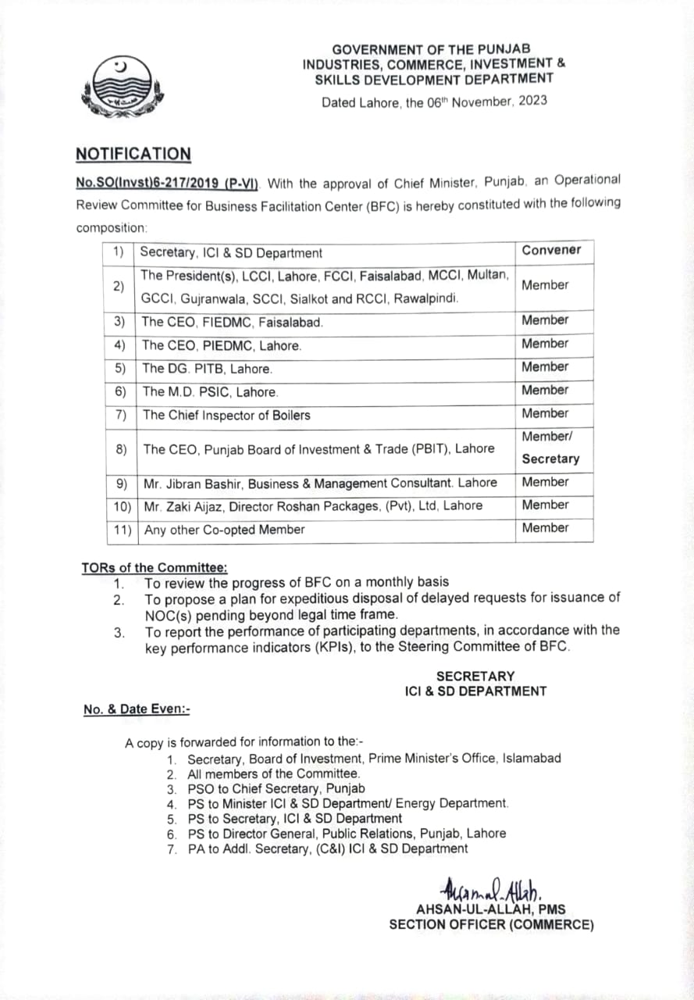 GOVERNMENT OF THE PUNJAB
INDUSTRIES, COMMERCE, INVESTMENT &
SKILLS DEVELOPMENT DEPARTMENT
Dated Lahore, the 06th November, 2023
NOTIFICATION
No.SO(Invst)6-217/2019 (P-VI). With the approval of Chief Minister, Punjab, an Operational
Review Committee for Business Facilitation Center (BFC) is hereby constituted with the following
composition:
1) Secretary, ICI & SD Department Convener
2) The President(s), LCCI, Lahore, FCCI, Faisalabad, MCCI, Multan,
GCCI, Gujranwala, SCCI, Sialkot and RCCI, Rawalpindi. Member
3) The CEO, FIEDMC, Faisalabad. Member
4) The CEO, PIEDMC, Lahore. Member
5) The DG. PITB, Lahore. Member
6) The M.D. PSIC, Lahore. Member
7) The Chief Inspector of Boilers Member
8) The CEO, Punjab Board of Investment & Trade (PBIT), Lahore Member/
Secretary
9) Mr. Jibran Bashir, Business & Management Consultant. Lahore Member
10) Mr. Zaki Aijaz, Director Roshan Packages, (Pvt), Ltd, Lahore Member
11) Any other Co-opted Member Member
TORs of the Committee:
1. To review the progress of BFC on a monthly basis
2. To propose a plan for expeditious disposal of delayed requests for issuance of
NOC(s) pending beyond legal time frame.
3. To report the performance of participating departments, in accordance with the
key performance indicators (KPIs), to the Steering Committee of BFC.
SECRETARY
ICI & SD DEPARTMENT
No. & Date Even:-
A copy is forwarded for information to the:-
1. Secretary, Board of Investment, Prime Minister's Office, Islamabad
2. All members of the Committee.
3. PSO to Chief Secretary, Punjab
4. PS to Minister ICI & SD Department/ Energy Department.
5. PS to Secretary, ICI & SD Department
6. PS to Director General, Public Relations, Punjab, Lahore
7. PA to Addl. Secretary, (C&I) ICI & SD Department
AHSAN-UL-ALLAH, PMS
SECTION OFFICER (COMMERCE)